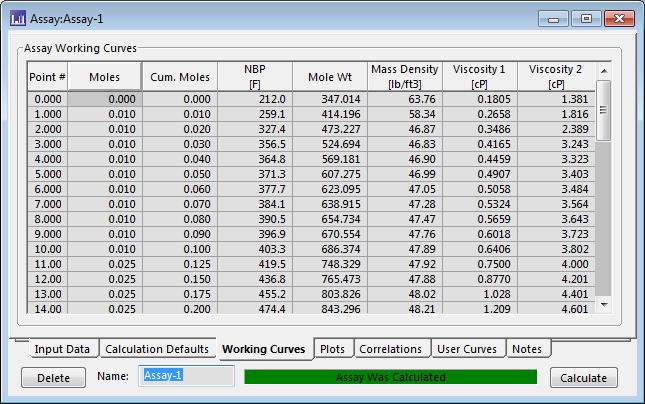 Assay:Assay-1
Assay Working Curves
Point # Moles Cum. Moles NBP [F] Mole Wt Mass Density [lb/ft3] Viscosity 1 [cP] Viscosity 2 [cP]
0.000 0.000 0.000 212.0 347.014 63.76 0.1805 1.381
1.000 0.010 0.010 259.1 414.196 58.34 0.2658 1.816
2.000 0.010 0.020 327.4 473.227 46.87 0.3486 2.389
3.000 0.010 0.030 356.5 524.694 46.83 0.4165 3.243
4.000 0.010 0.040 364.8 569.181 46.90 0.4459 3.323
5.000 0.010 0.050 371.3 607.275 46.99 0.4907 3.403
6.000 0.010 0.060 377.7 623.095 47.05 0.5058 3.484
7.000 0.010 0.070 384.1 638.915 47.28 0.5324 3.564
8.000 0.010 0.080 390.5 654.734 47.47 0.5659 3.643
9.000 0.010 0.090 396.9 670.554 47.76 0.6018 3.723
10.00 0.010 0.100 403.3 686.374 47.89 0.6406 3.802
11.00 0.025 0.125 419.5 748.329 47.92 0.7500 4.000
12.00 0.025 0.150 436.8 765.473 47.88 0.8770 4.201
13.00 0.025 0.175 455.2 803.826 48.02 1.028 4.401
14.00 0.025 0.200 474.4 843.296 48.21 1.209 4.601
Input Data Calculation Defaults Working Curves Plots Correlations User Curves Notes
Delete Name: Assay-1 Assay Was Calculated Calculate